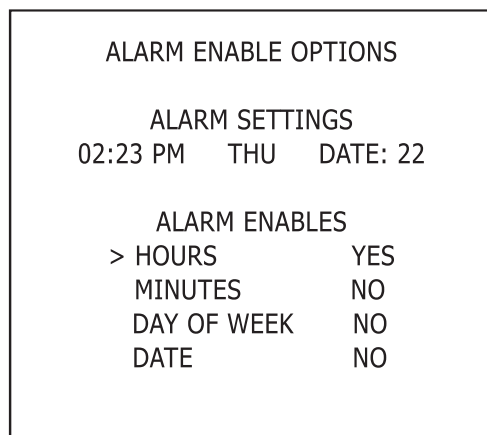 ALARM ENABLE OPTIONS
ALARM SETTINGS
02:23 PM THU DATE: 22
ALARM ENABLES
> HOURS YES
MINUTES NO
DAY OF WEEK NO
DATE NO